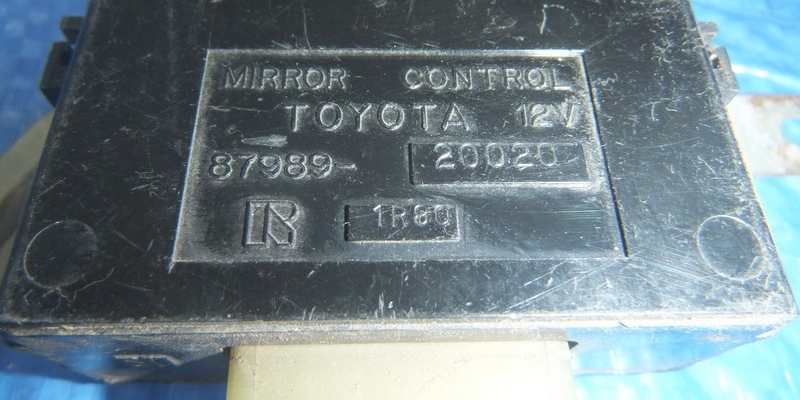 MIRROR CONTROL
TOYOTA 12V
87989- 20020
R 1R80